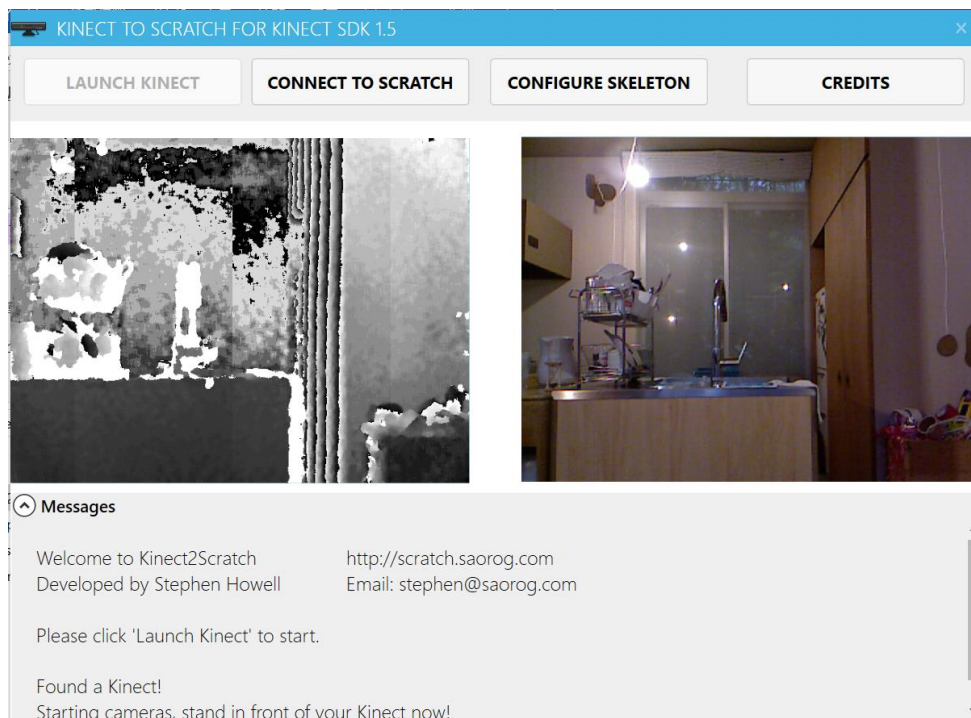 KINECT TO SCRATCH FOR KINECT SDK 1.5
LAUNCH KINECT
CONNECT TO SCRATCH
CONFIGURE SKELETON
CREDITS
Messages
Welcome to Kinect2Scratch
http://scratch.saorog.com
Developed by Stephen Howell
Email: stephen@saorog.com
Please click 'Launch Kinect' to start.
Found a Kinect!
Starting cameras, stand in front of your Kinect now!